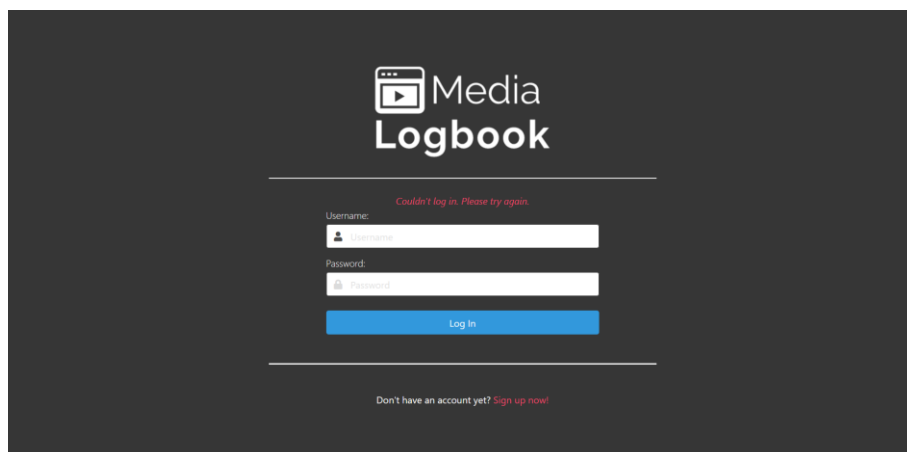 Media
Logbook
Couldn't log in. Please try again.
Username:
Username
Password:
Password
Log In
Don't have an account yet? Sign up now!